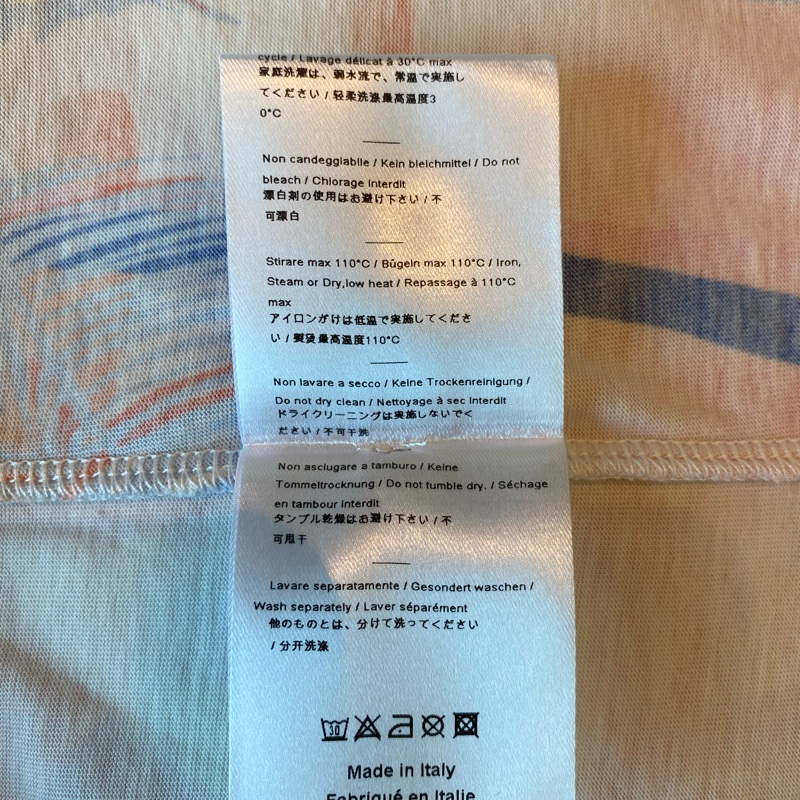 cycle / Lavage délicat à 30°C max
家庭洗濯は、弱水流で、常温で実施し
てください / 轻柔洗涤最高温度3
0°C
Non candeggiabile / Kein bleichmittel / Do not
bleach / Chlorage interdit
漂白剤の使用はお避け下さい / 不
可漂白
Stirare max 110°C / Bügeln max 110°C / Iron,
Steam or Dry,low heat / Repassage à 110°C
max
アイロンがけは低温で実施してくださ
い / 熨烫最高温度110°C
Non lavare a secco / Keine Trockenreinigung /
Do not dry clean / Nettoyage à sec interdit
ドライクリーニングは実施しないでく
ださい / 不可干洗
Non asciugare a tamburo / Keine
Tommeltrocknung / Do not tumble dry. / Séchage
en tambour interdit
タンブル乾燥はお避け下さい / 不
可甩干
Lavare separatamente / Gesondert waschen /
Wash separately / Laver séparément
他のものとは、分けて洗ってください
/ 分开洗涤
30
Made in Italy
Fabriqué en Italie